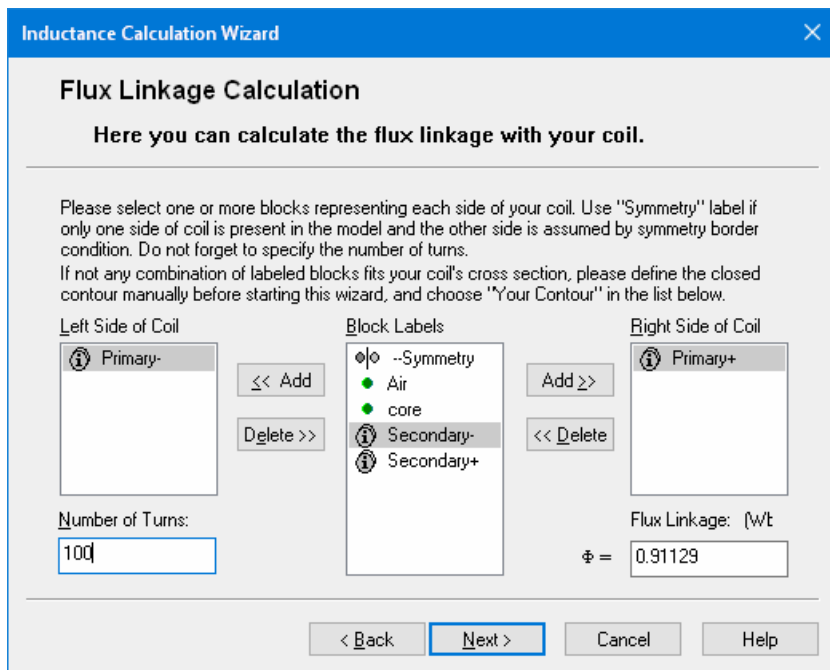 Inductance Calculation Wizard
Flux Linkage Calculation
Here you can calculate the flux linkage with your coil.
Please select one or more blocks representing each side of your coil. Use "Symmetry" label if
only one side of coil is present in the model and the other side is assumed by symmetry border
condition. Do not forget to specify the number of turns.
If not any combination of labeled blocks fits your coil's cross section, please define the closed
contour manually before starting this wizard, and choose "Your Contour" in the list below.
Left Side of Coil
Primary-
<< Add
Delete >>
Number of Turns:
100
Block Labels
--Symmetry
Air
core
Secondary-
Secondary+
Add >>
<< Delete
Right Side of Coil
Primary+
Flux Linkage: (Wb
Φ = 0.91129
< Back
Next >
Cancel
Help